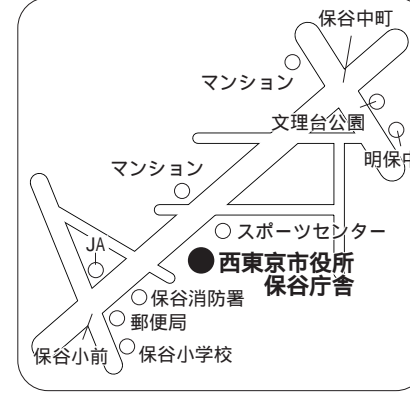 保谷中町
マンション
文理台公園
明保中
マンション
スポーツセンター
JA
西東京市役所
保谷庁舎
保谷消防署
郵便局
保谷小前
保谷小学校